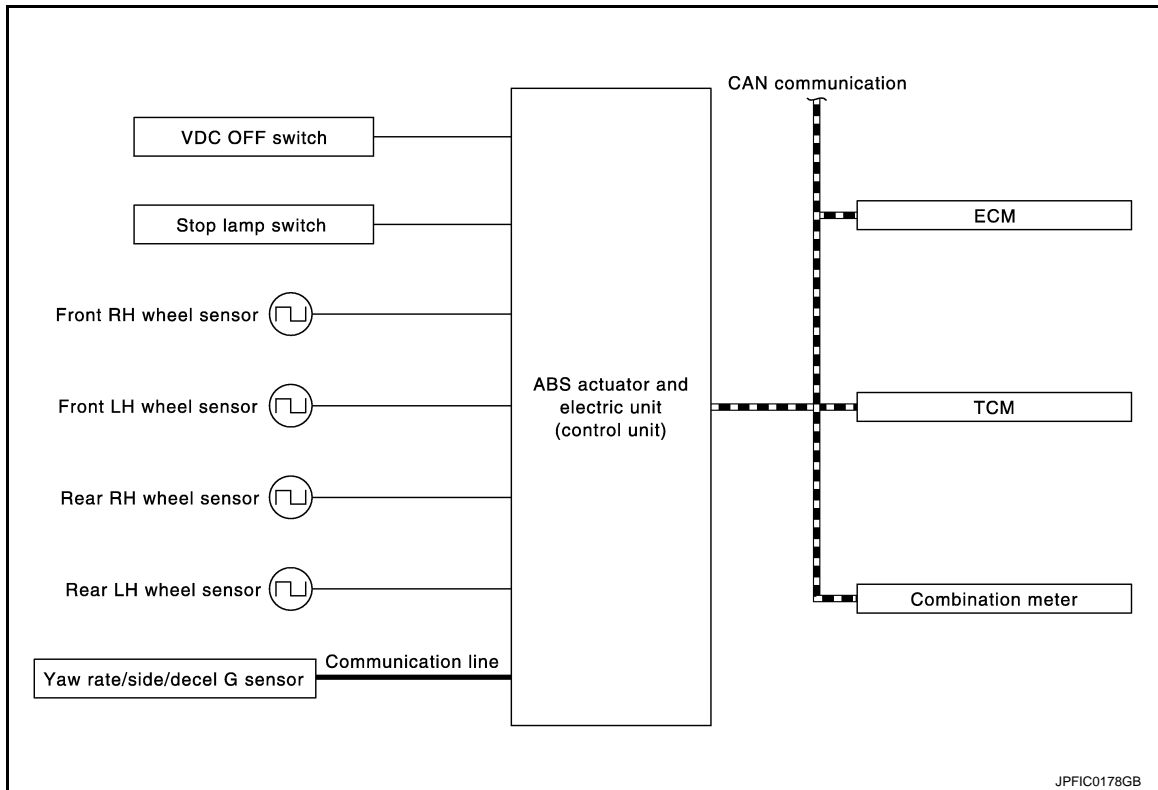 CAN communication
VDC OFF switch
ECM
Stop lamp switch
Front RH wheel sensor
ABS actuator and
electric unit
(control unit)
Front LH wheel sensor
TCM
Rear RH wheel sensor
Rear LH wheel sensor
Combination meter
Communication line
Yaw rate/side/decel G sensor
JPFIC0178GB